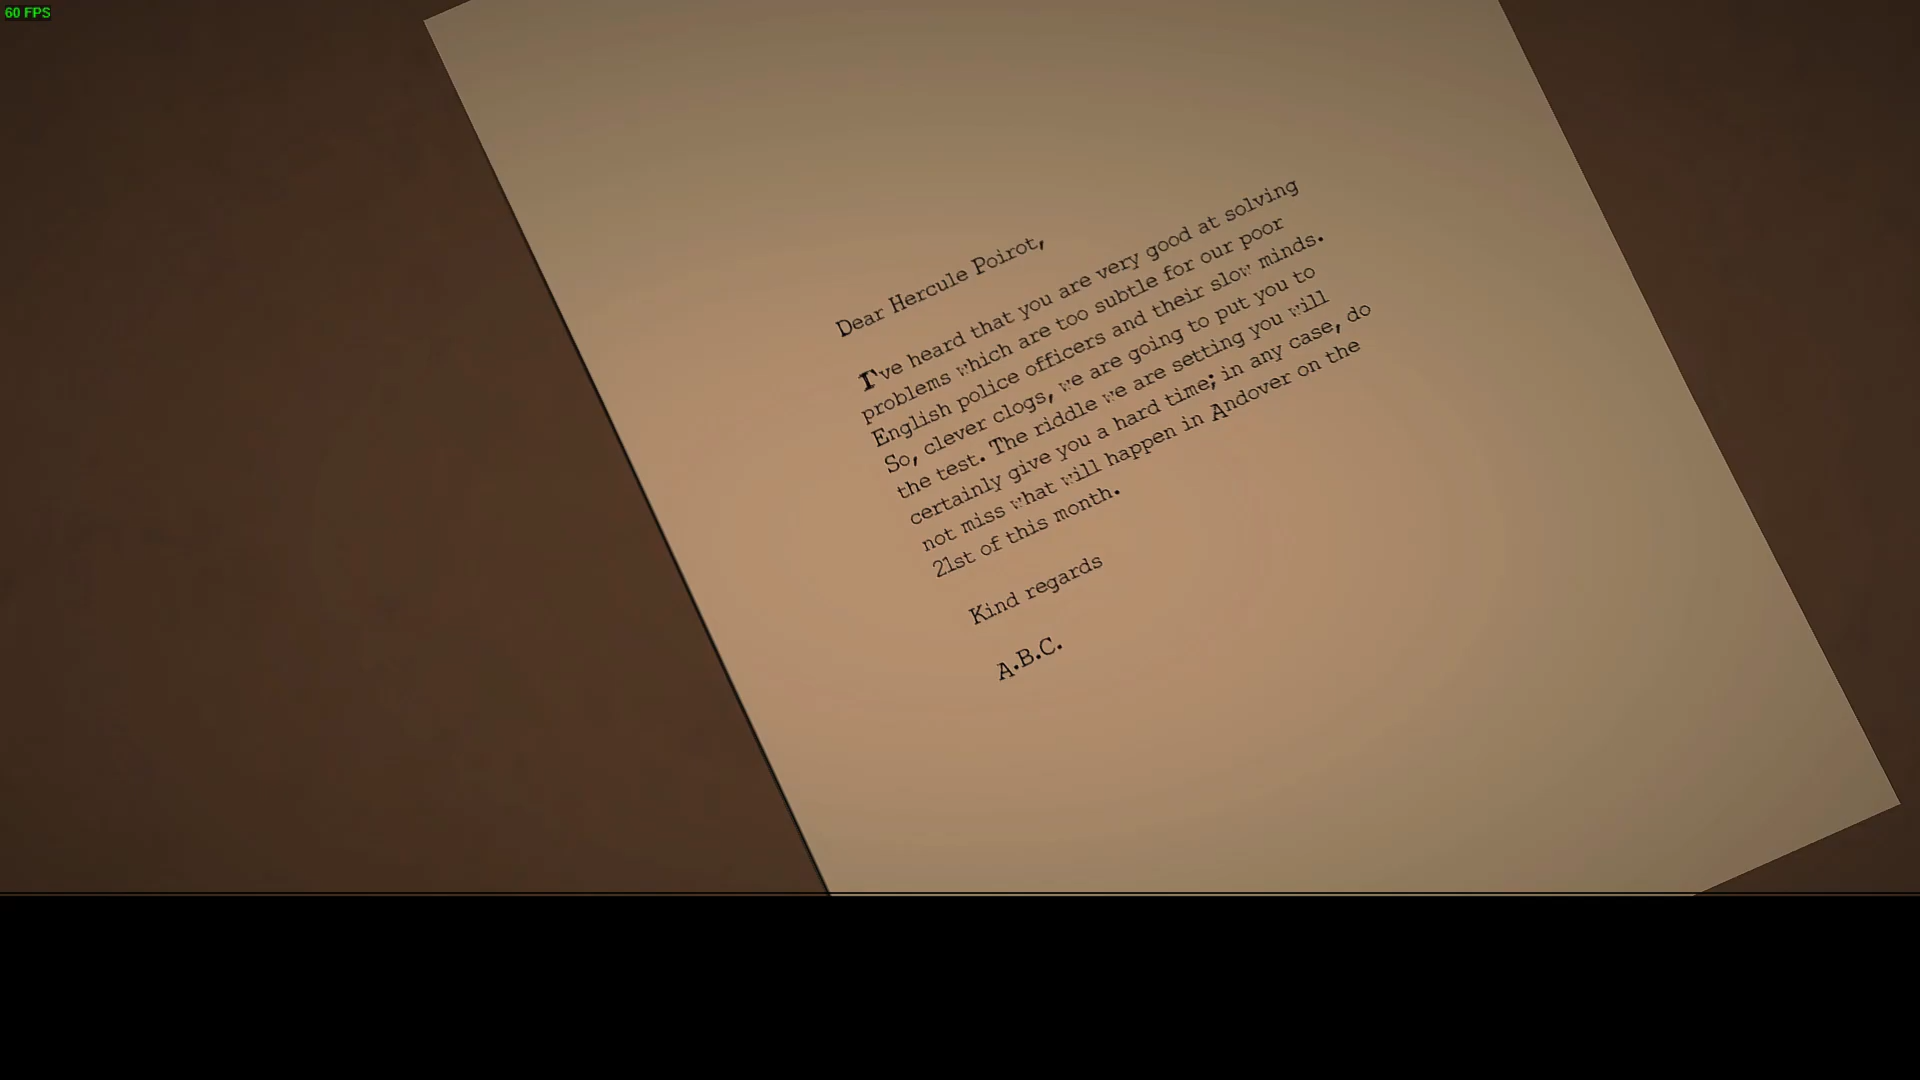 60 FPS
Dear Hercule Poirot,
I've heard that you are very good at solving
problems which are too subtle for our poor
English police officers and their slow minds.
So, clever clogs, we are going to put you to
the test. The riddle we are setting you will
certainly give you a hard time; in any case, do
not miss what will happen in Andover on the
21st of this month.
Kind regards
A.B.C.